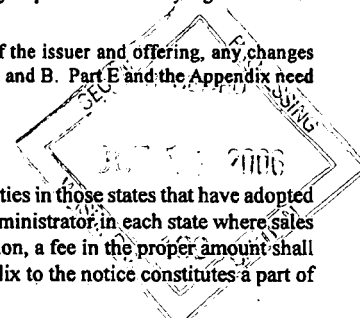 f the issuer and offering, any changes
and B. Part E and the Appendix need
2006
ties in those states that have adopted
ministrator in each state where sales
ion, a fee in the proper amount shall
dix to the notice constitutes a part of